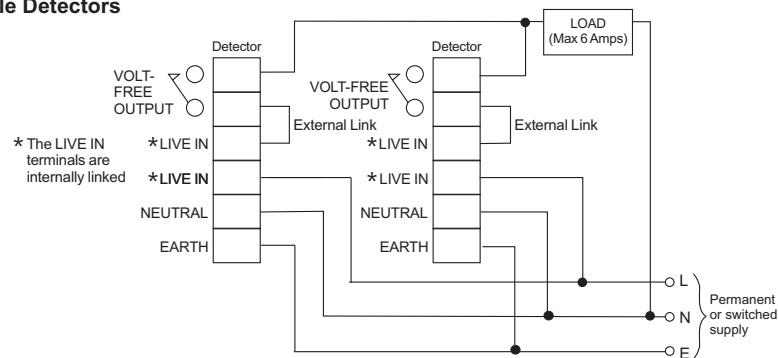 le Detectors
LOAD
(Max 6 Amps)
Detector
Detector
VOLT-
FREE
OUTPUT
VOLT-FREE
OUTPUT
External Link
External Link
* The LIVE IN
terminals are
internally linked
*LIVE IN
*LIVE IN
*LIVE IN
*LIVE IN
NEUTRAL
NEUTRAL
EARTH
EARTH
L
N
E
Permanent
or switched
supply